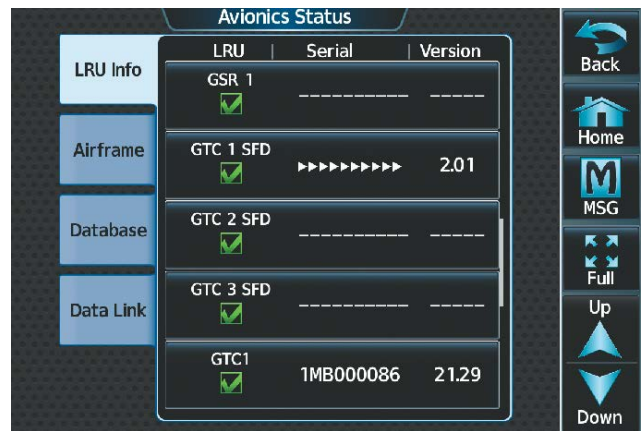 Avionics Status
LRU Info
Airframe
Database
Data Link
LRU | Serial | Version
GSR 1
---------- -----
GTC 1 SFD
▶▶▶▶▶▶▶▶▶▶ 2.01
GTC 2 SFD
---------- -----
GTC 3 SFD
---------- -----
GTC1
1MB000086 21.29
Back
Home
MSG
Full
Up
Down